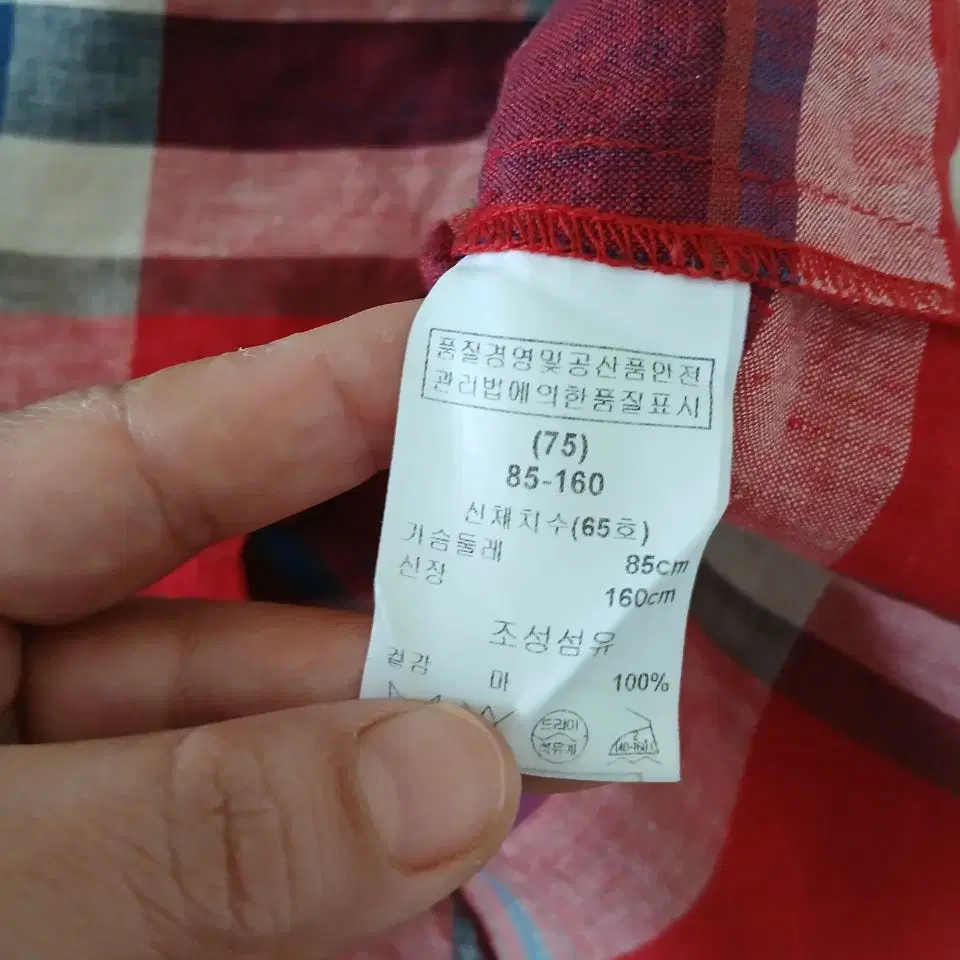 품질경영및공산품안전
관리법에의한품질표시
(75)
85-160
신체치수(65호)
가슴둘레 85cm
신장 160cm
조성섬유
겉감 마 100%
드라이
석유계